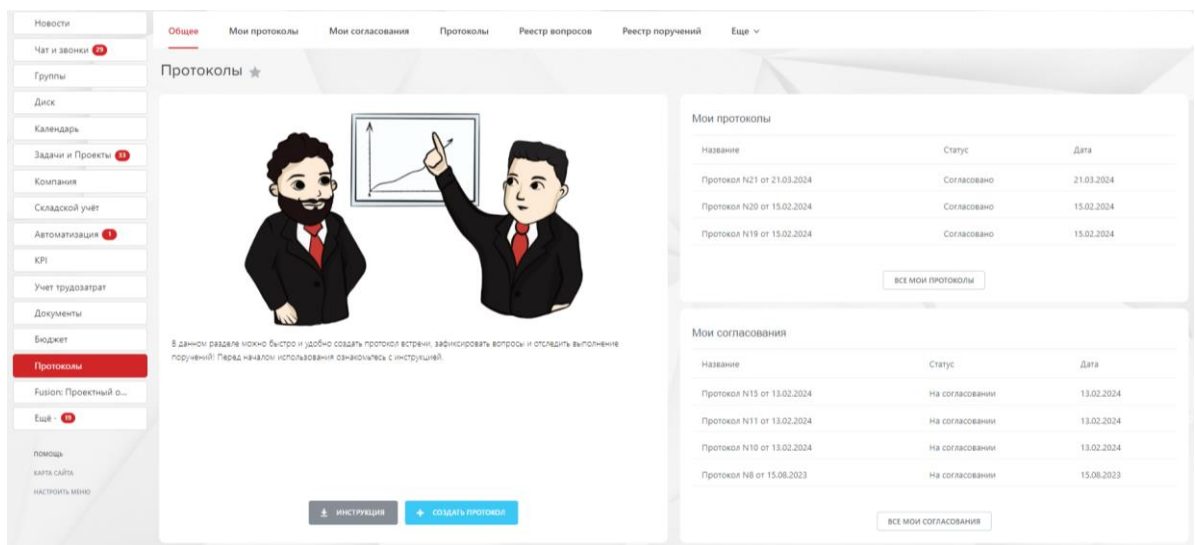 Новости
Чат и звонки 29
Группы
Диск
Календарь
Задачи и Проекты 33
Компания
Складской учёт
Автоматизация 1
KPI
Учет трудозатрат
Документы
Бюджет
Протоколы
Fusion: Проектный о...
Ещё - 19
ПОМОЩЬ
КАРТА САЙТА
НАСТРОИТЬ МЕНЮ
Общее Мои протоколы Мои согласования Протоколы Реестр вопросов Реестр поручений Еще
Протоколы
В данном разделе можно быстро и удобно создать протокол встречи, зафиксировать вопросы и отследить выполнение
поручений! Перед началом использования ознакомьтесь с инструкцией.
ИНСТРУКЦИЯ + СОЗДАТЬ ПРОТОКОЛ
Мои протоколы
Название Статус Дата
Протокол N21 от 21.03.2024 Согласовано 21.03.2024
Протокол N20 от 15.02.2024 Согласовано 15.02.2024
Протокол N19 от 15.02.2024 Согласовано 15.02.2024
ВСЕ МОИ ПРОТОКОЛЫ
Мои согласования
Название Статус Дата
Протокол N15 от 13.02.2024 На согласовании 13.02.2024
Протокол N11 от 13.02.2024 На согласовании 13.02.2024
Протокол N10 от 13.02.2024 На согласовании 13.02.2024
Протокол N8 от 15.08.2023 На согласовании 15.08.2023
ВСЕ МОИ СОГЛАСОВАНИЯ